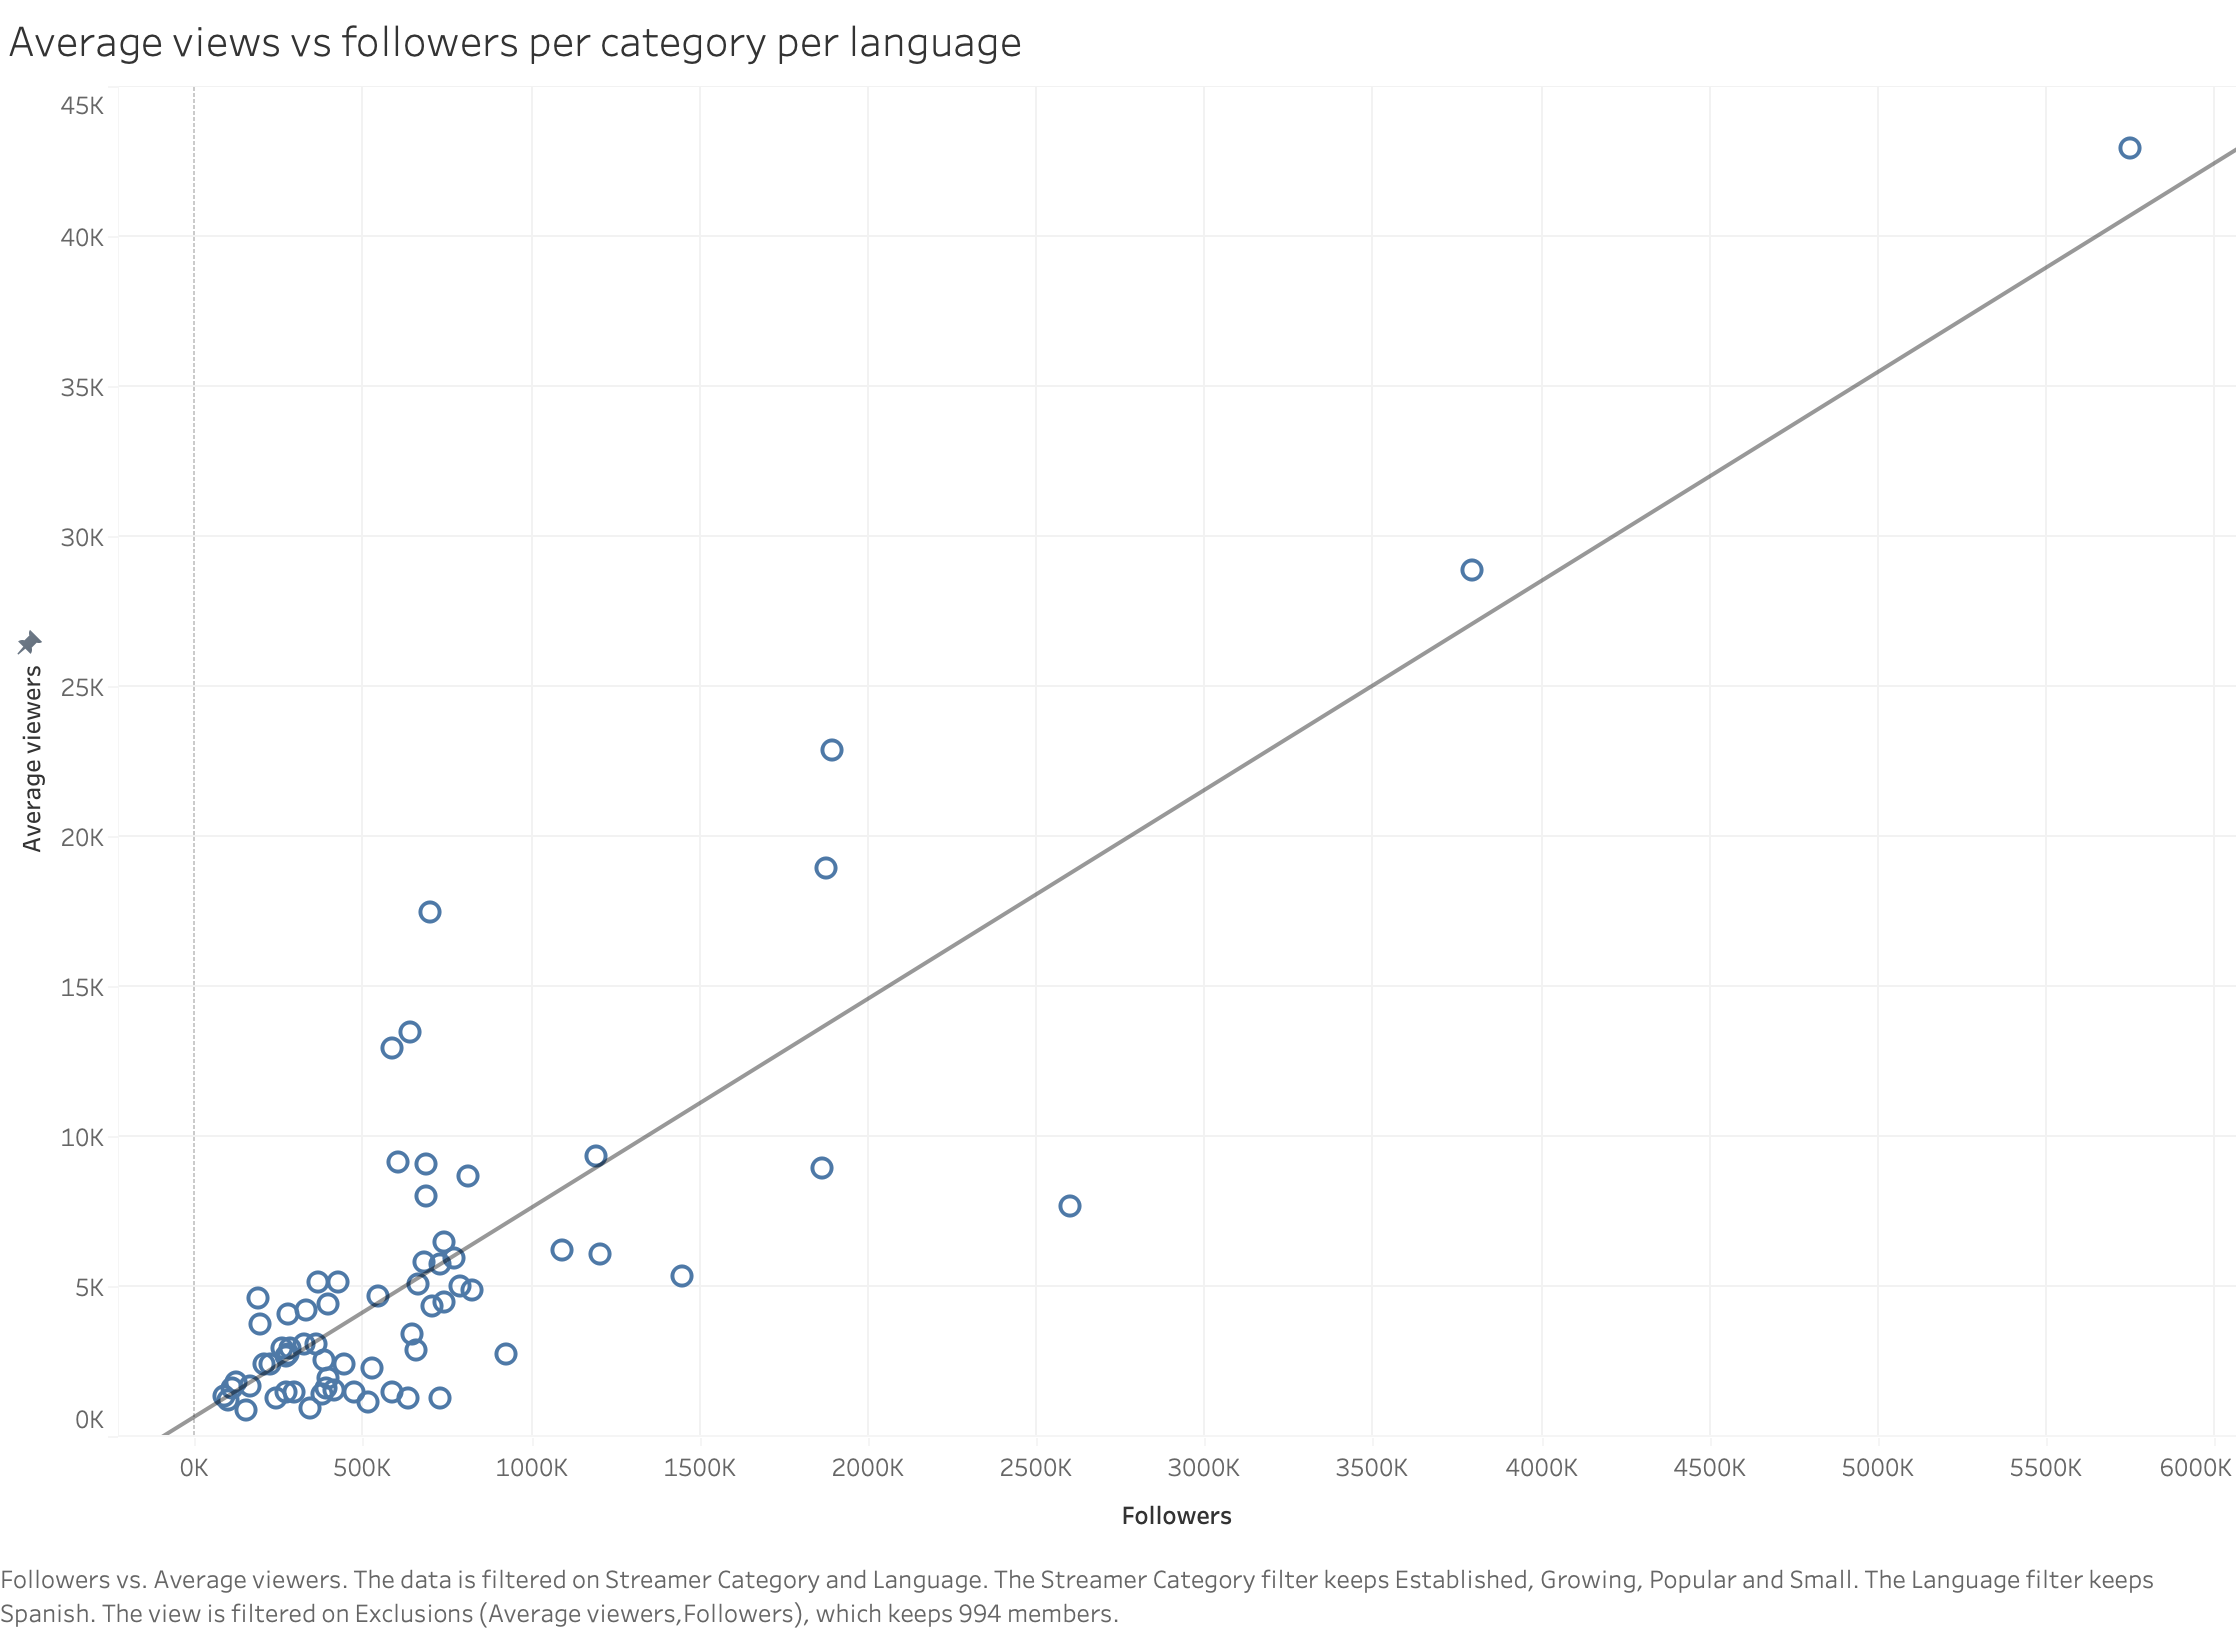 Average views vs followers per category per language
45K
40K
35K
30K
25K
20K
15K
10K
5K
0K
Average viewers
0K 500K 1000K 1500K 2000K 2500K 3000K 3500K 4000K 4500K 5000K 5500K 6000K
Followers
Followers vs. Average viewers. The data is filtered on Streamer Category and Language. The Streamer Category filter keeps Established, Growing, Popular and Small. The Language filter keeps
Spanish. The view is filtered on Exclusions (Average viewers,Followers), which keeps 994 members.